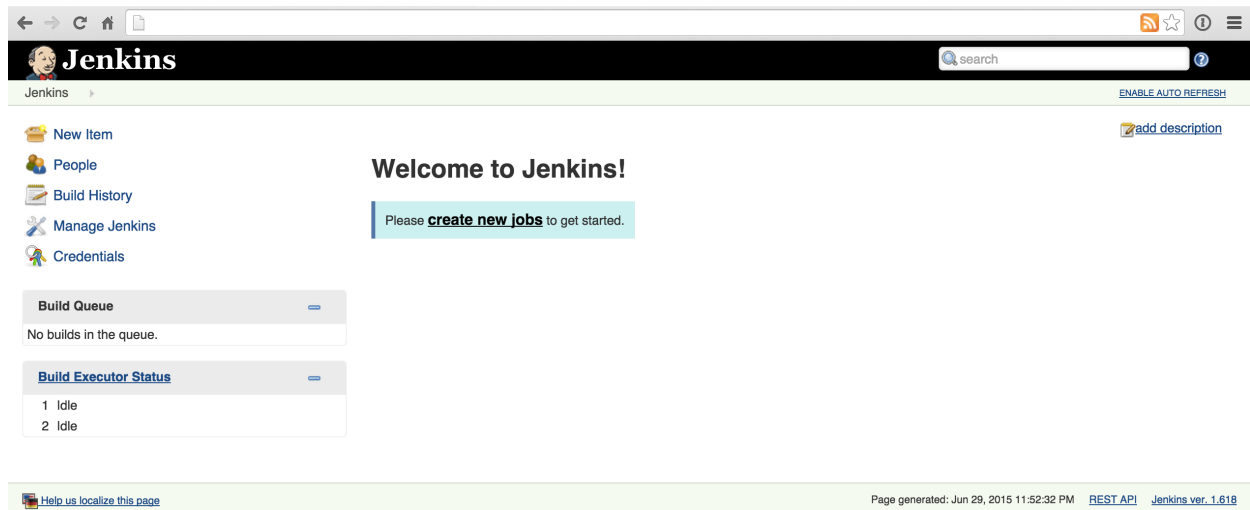 Jenkins
search
Jenkins
ENABLE AUTO REFRESH
add description
New Item
People
Build History
Manage Jenkins
Credentials
Welcome to Jenkins!
Please create new jobs to get started.
Build Queue
No builds in the queue.
Build Executor Status
1 Idle
2 Idle
Help us localize this page
Page generated: Jun 29, 2015 11:52:32 PM REST API Jenkins ver. 1.618